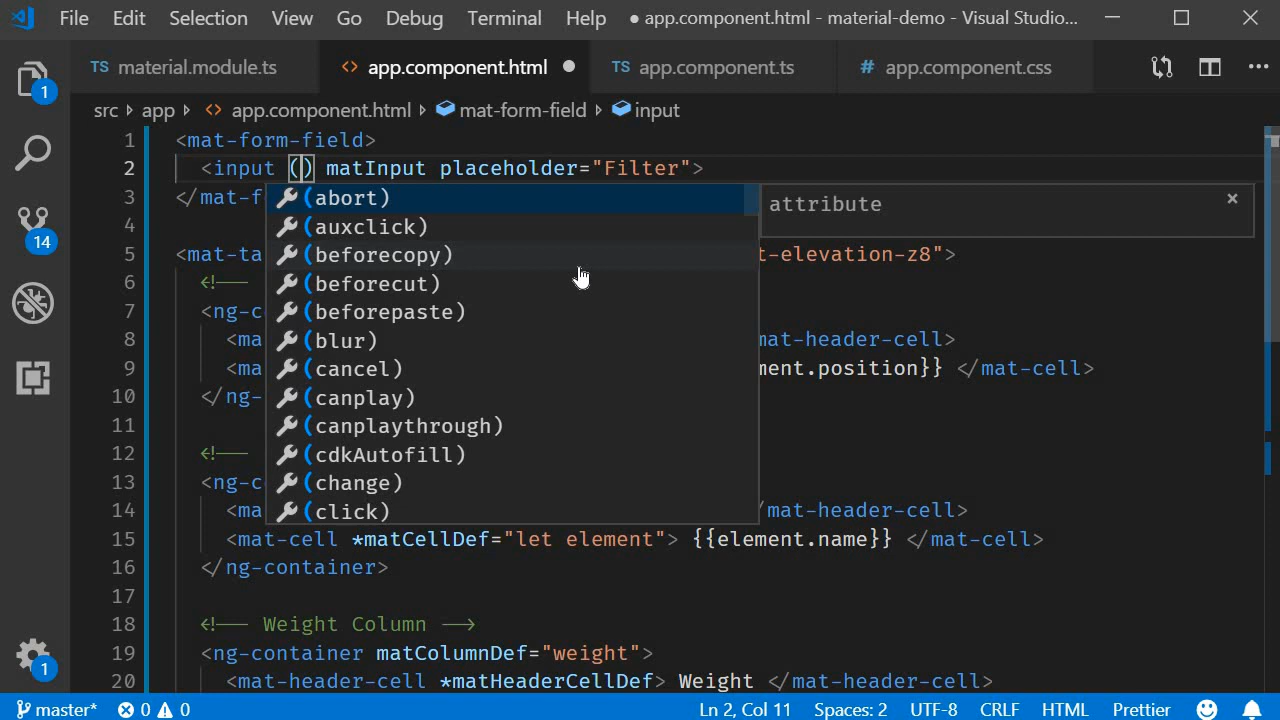 File Edit Selection View Go Debug Terminal Help ● app.component.html - material-demo - Visual Studio...
TS material.module.ts <> app.component.html ● TS app.component.ts # app.component.css
src app <> app.component.html mat-form-field input
1
14
1
1 <mat-form-field>
2 <input () matInput placeholder="Filter">
3 </mat-f
4
5 <mat-ta t-elevation-z8">
6 <!--
7 <ng-c
8 <ma mat-header-cell>
9 <ma ment.position}} </mat-cell>
10 </ng-
11
12 <!--
13 <ng-c
14 <ma /mat-header-cell>
15 <mat-cell *matCellDef="let element"> {{element.name}} </mat-cell>
16 </ng-container>
17
18 <!-- Weight Column -->
19 <ng-container matColumnDef="weight">
20 <mat-header-cell *matHeaderCellDef> Weight </mat-header-cell>
(abort)
(auxclick)
(beforecopy)
(beforecut)
(beforepaste)
(blur)
(cancel)
(canplay)
(canplaythrough)
(cdkAutofill)
(change)
(click)
attribute ×
master* 0 0 Ln 2, Col 11 Spaces: 2 UTF-8 CRLF HTML Prettier